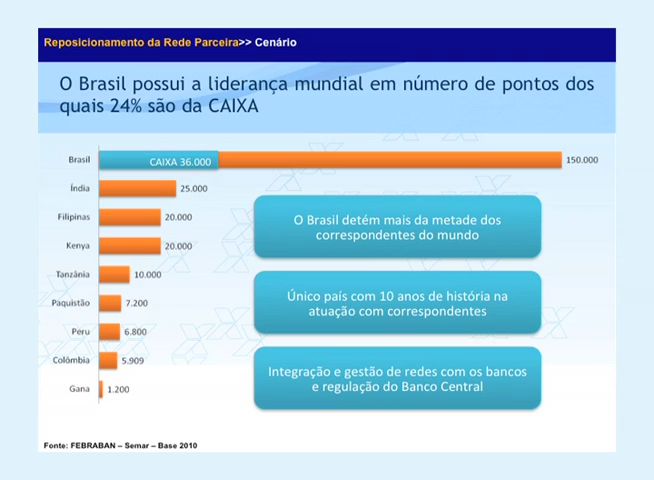 Reposicionamento da Rede Parceira>> Cenário
O Brasil possui a liderança mundial em número de pontos dos
quais 24% são da CAIXA
Brasil CAIXA 36.000 150.000
Índia 25.000
Filipinas 20.000
Kenya 20.000
Tanzânia 10.000
Paquistão 7.200
Peru 6.800
Colômbia 5.909
Gana 1.200
O Brasil detém mais da metade dos
correspondentes do mundo
Único país com 10 anos de história na
atuação com correspondentes
Integração e gestão de redes com os bancos
e regulação do Banco Central
Fonte: FEBRABAN – Semar – Base 2010